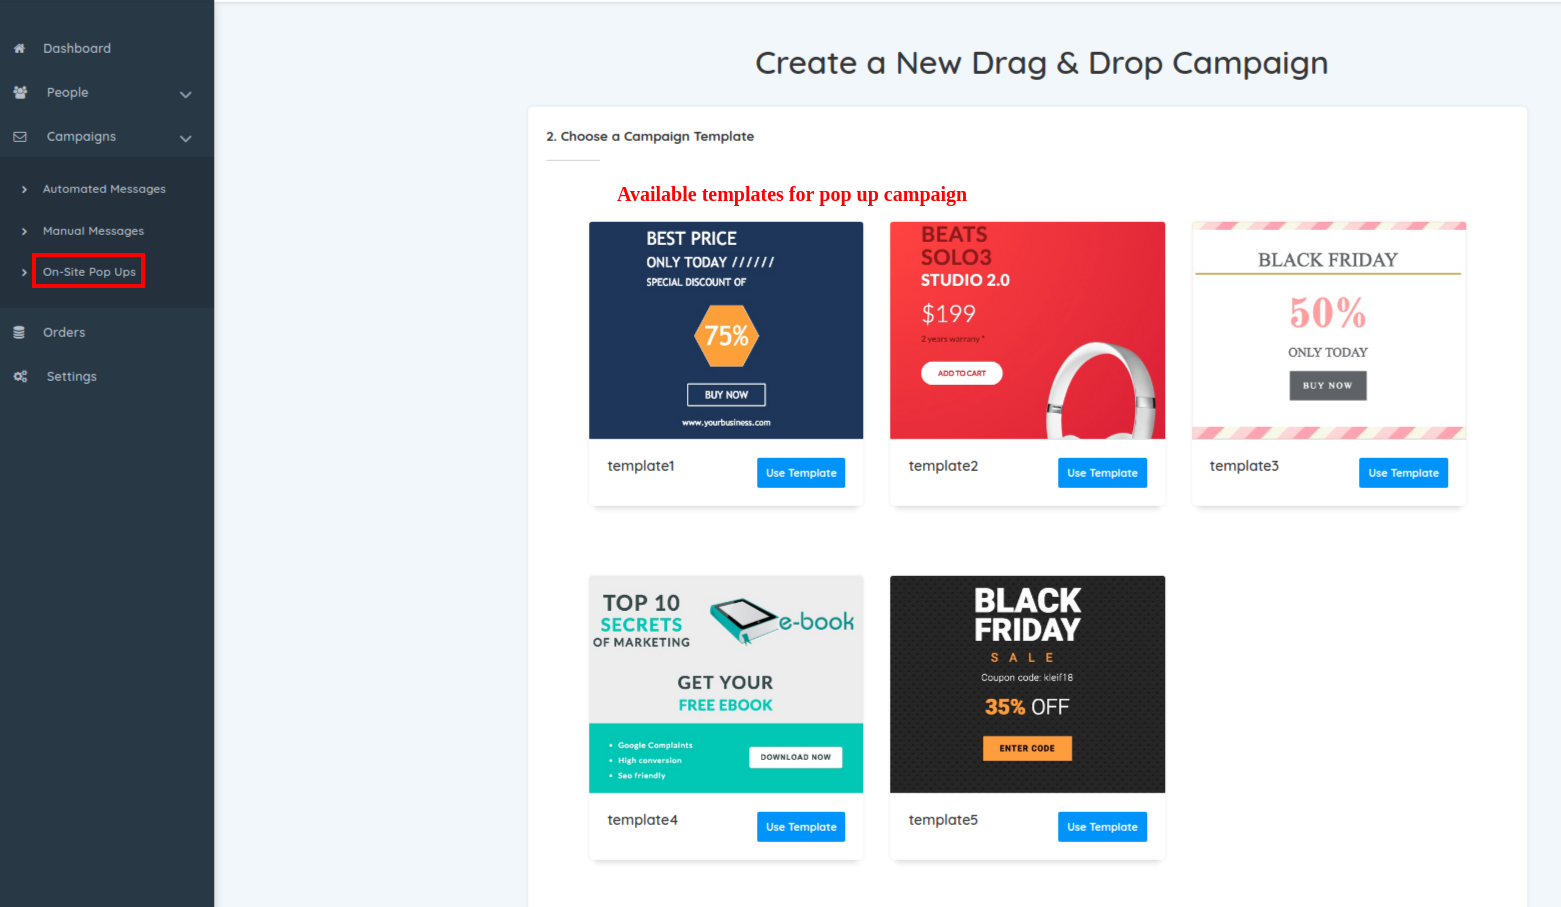 Dashboard
People
Campaigns
Automated Messages
Manual Messages
On-Site Pop Ups
Orders
Settings
Create a New Drag & Drop Campaign
2. Choose a Campaign Template
Available templates for pop up campaign
BEST PRICE
ONLY TODAY //////
SPECIAL DISCOUNT OF
75%
BUY NOW
www.yourbusiness.com
template1
Use Template
BEATS
SOLO3
STUDIO 2.0
$199
2 years warrany *
ADD TO CART
template2
Use Template
BLACK FRIDAY
50%
ONLY TODAY
BUY NOW
template3
Use Template
TOP 10
SECRETS
OF MARKETING
e-book
GET YOUR
FREE EBOOK
• Google Complaints
• High conversion
• Seo friendly
DOWNLOAD NOW
template4
Use Template
BLACK
FRIDAY
SALE
Coupon code: kleif18
35% OFF
ENTER CODE
template5
Use Template